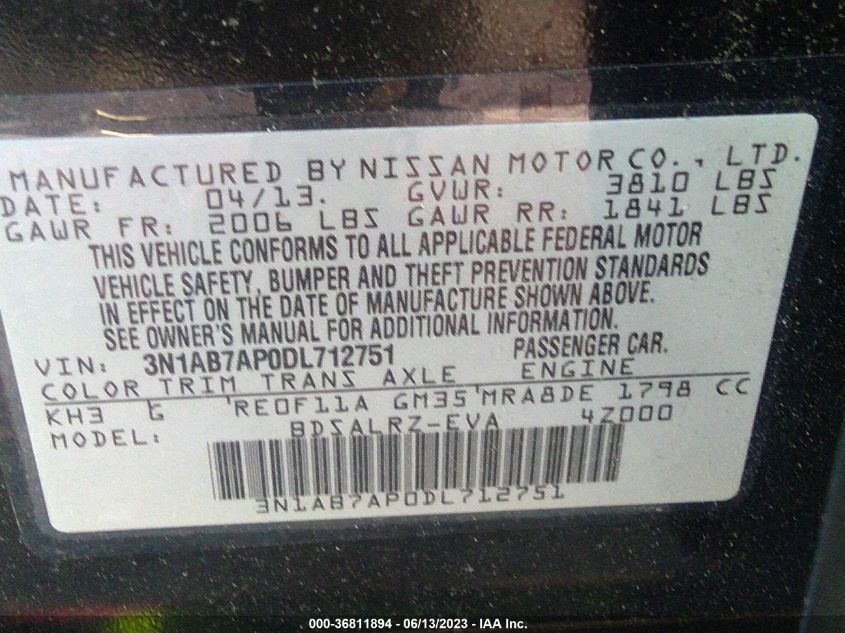 MANUFACTURED BY NISSAN MOTOR CO., LTD.
DATE: 04/13. GVWR: 3810 LBS
GAWR FR: 2006 LBS GAWR RR: 1841 LBS
THIS VEHICLE CONFORMS TO ALL APPLICABLE FEDERAL MOTOR
VEHICLE SAFETY, BUMPER AND THEFT PREVENTION STANDARDS
IN EFFECT ON THE DATE OF MANUFACTURE SHOWN ABOVE.
SEE OWNER'S MANUAL FOR ADDITIONAL INFORMATION.
VIN: 3N1AB7AP0DL712751 PASSENGER CAR.
COLOR TRIM TRANS AXLE ENGINE
KH3 G RE0F11A GM35 MRA8DE 1798 CC
MODEL: BDSALRZ-EVA 4Z000
3N1AB7AP0DL712751
000-36811894 - 06/13/2023 - IAA Inc.